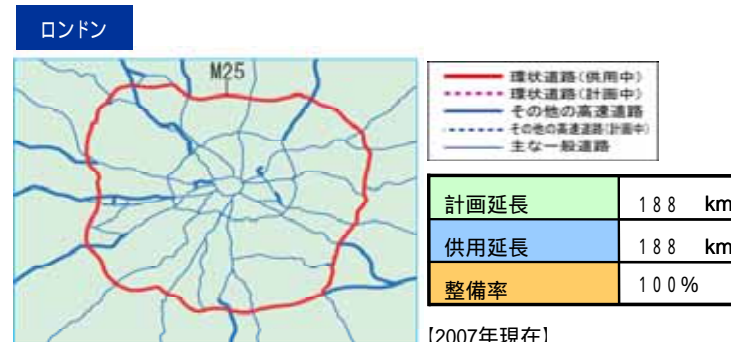 ロンドン
M25
環状道路(供用中)
環状道路(計画中)
その他の高速道路
その他の高速道路(計画中)
主な一般道路
計画延長 188 km
供用延長 188 km
整備率 100%
【2007年現在】